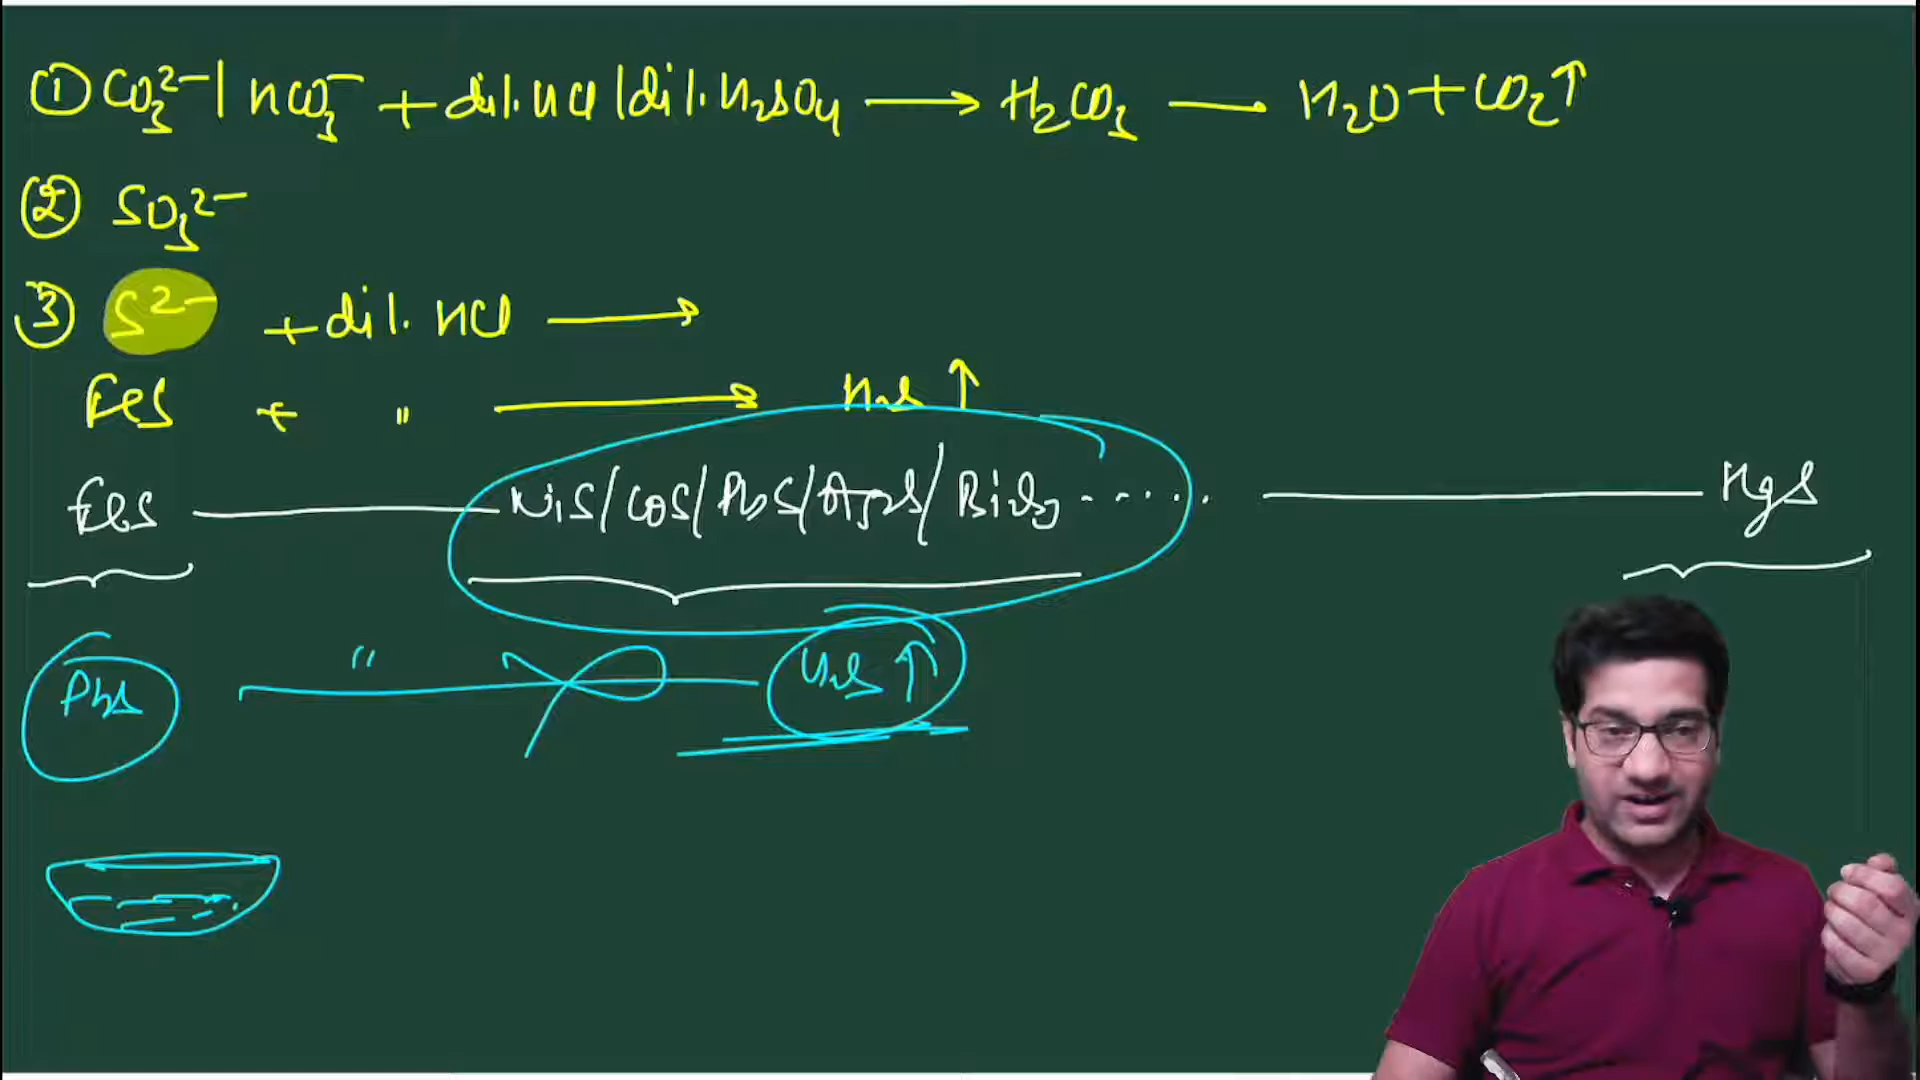 ① CO₃²⁻ | HCO₃⁻ + dil. HCl | dil. H₂SO₄ ⟶ H₂CO₃ — H₂O + CO₂↑
② SO₃²⁻
③ S²⁻ + dil. HCl ⟶
FeS + " ⟶ H₂S ↑
FeS — NiS/COS/PbS/Ag₂S/Bi₂S₃ ...... — HgS
PbS " H₂S ↑